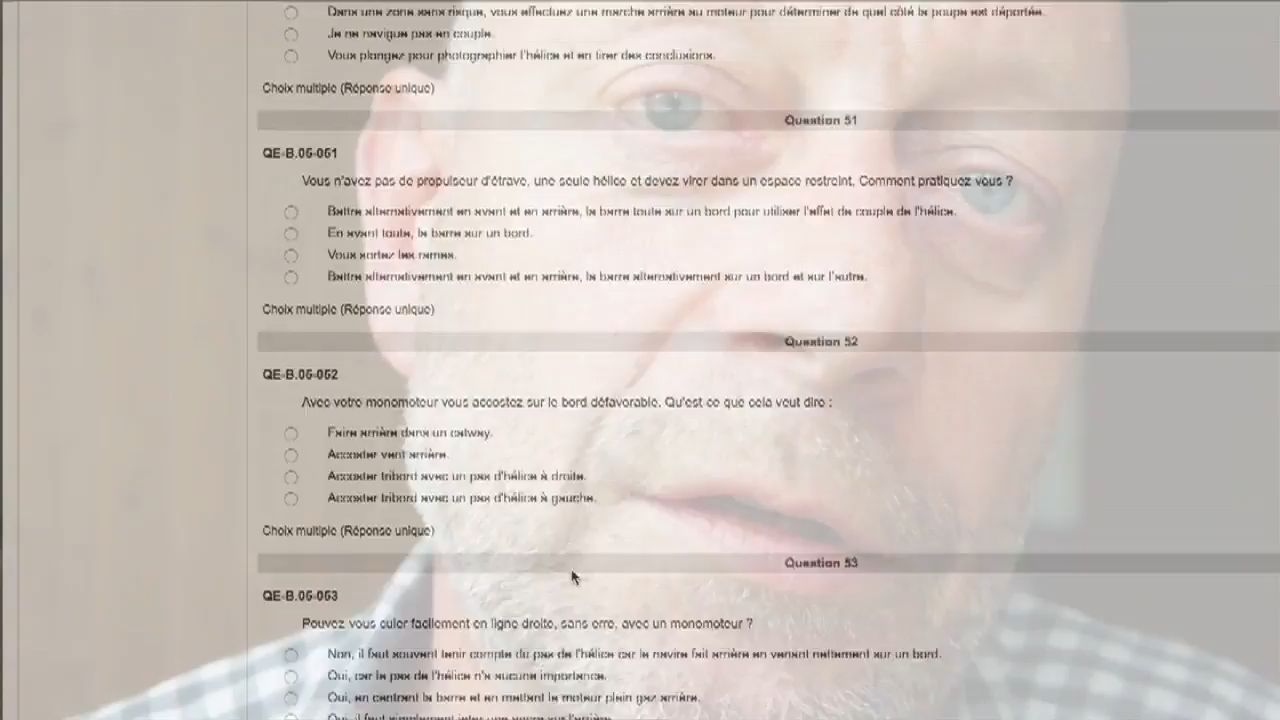 Dans une zone sans risque, vous effectuez une marche arrière au moteur pour déterminer de quel côté la poupe est déportée.
Je ne navigue pas en couple.
Vous plongez pour photographier l'hélice et en tirer des conclusions.
Choix multiple (Réponse unique)
Question 51
QE-B.06-051
Vous n'avez pas de propulseur d'étrave, une seule hélice et devez virer dans un espace restreint. Comment pratiquez vous ?
Battre alternativement en avant et en arrière, la barre toute sur un bord pour utiliser l'effet de couple de l'hélice.
En avant toute, la barre sur un bord.
Vous sortez les rames.
Battre alternativement en avant et en arrière, la barre alternativement sur un bord et sur l'autre.
Choix multiple (Réponse unique)
Question 52
QE-B.06-052
Avec votre monomoteur vous accostez sur le bord défavorable. Qu'est ce que cela veut dire :
Faire arrière dans un catway.
Accoster vent arrière.
Accoster tribord avec un pas d'hélice à droite.
Accoster tribord avec un pas d'hélice à gauche.
Choix multiple (Réponse unique)
Question 53
QE-B.06-053
Pouvez vous culer facilement en ligne droite, sans erre, avec un monomoteur ?
Non, il faut souvent tenir compte du pas de l'hélice car le navire fait arrière en venant nettement sur un bord.
Oui, car le pas de l'hélice n'a aucune importance.
Oui, en centrant la barre et en mettant le moteur plein gaz arrière.
Oui, il faut simplement